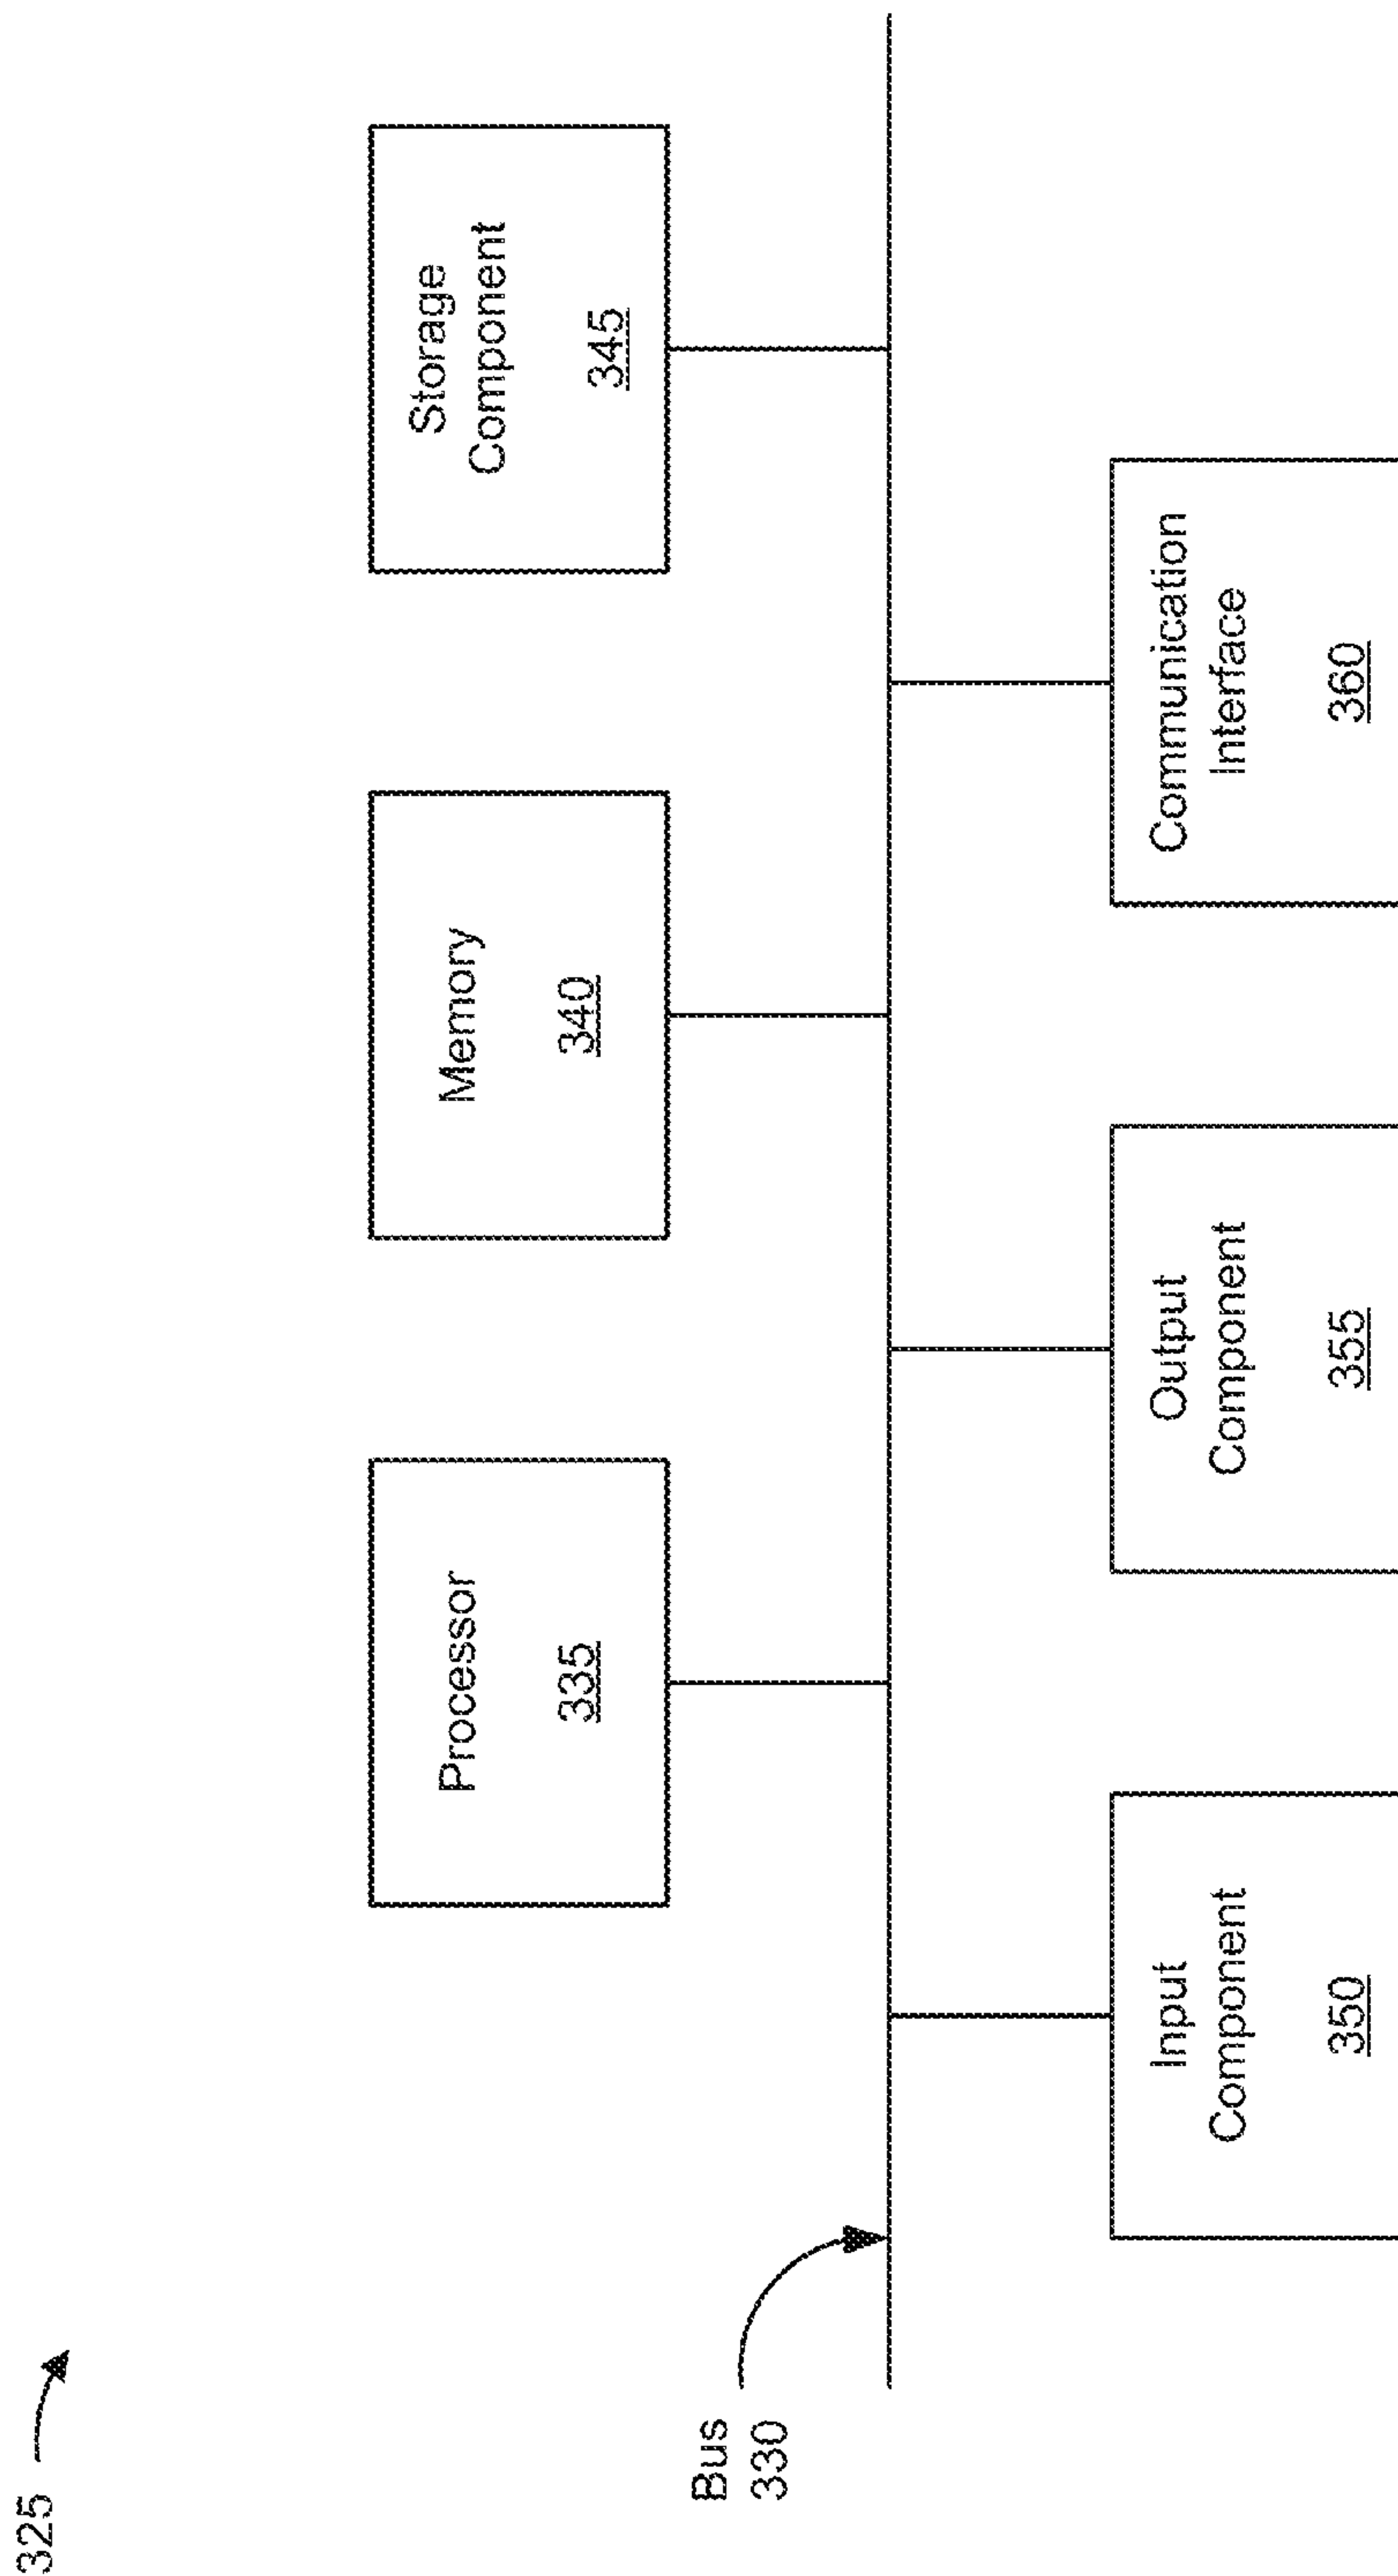 325
Processor
335
Memory
340
Storage
Component
345
Bus
330
Input
Component
350
Output
Component
355
Communication
Interface
360